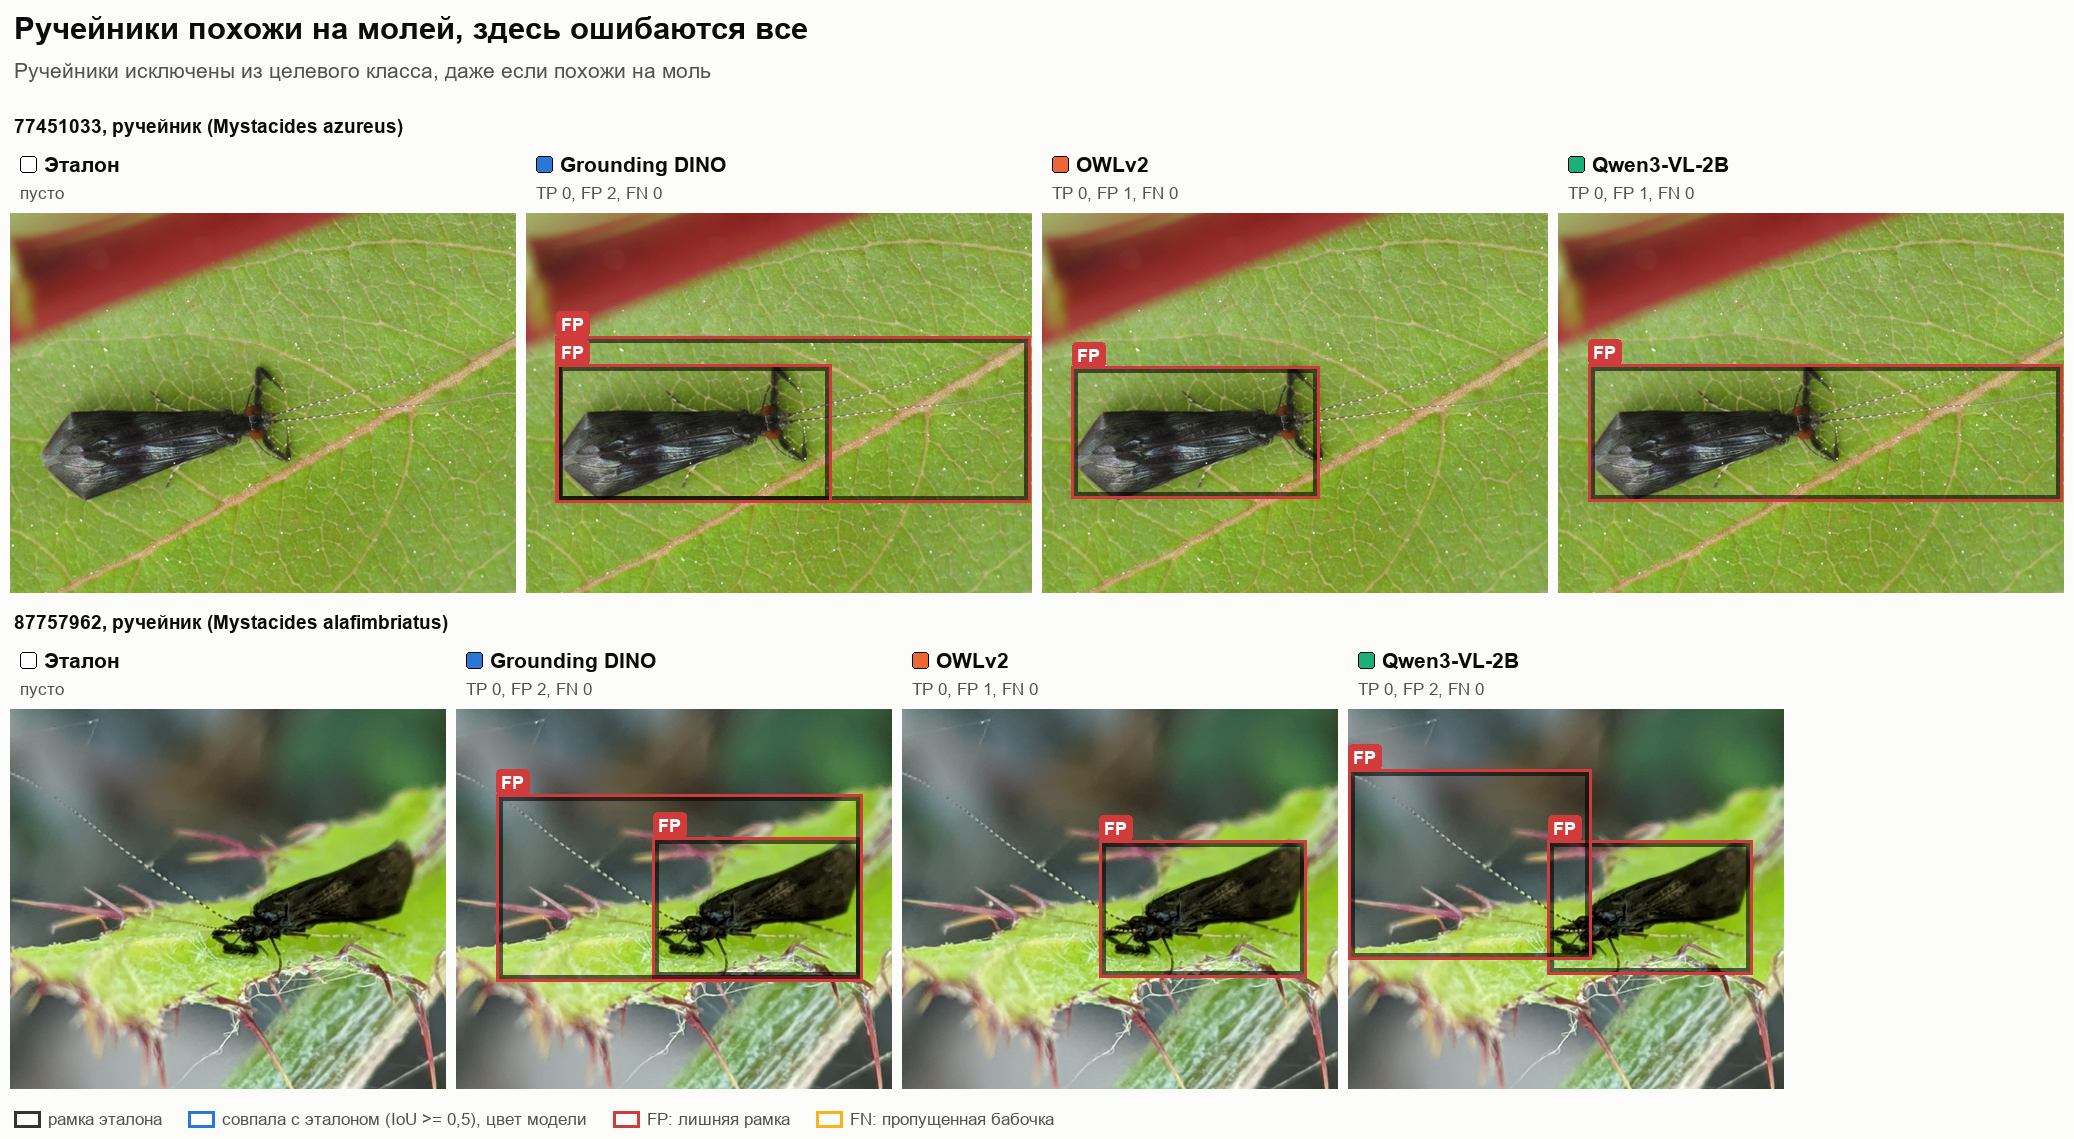 Ручейники похожи на молей, здесь ошибаются все
Ручейники исключены из целевого класса, даже если похожи на моль
77451033, ручейник (Mystacides azureus)
Эталон
пусто
Grounding DINO
TP 0, FP 2, FN 0
OWLv2
TP 0, FP 1, FN 0
Qwen3-VL-2B
TP 0, FP 1, FN 0
FP
FP
FP
FP
87757962, ручейник (Mystacides alafimbriatus)
Эталон
пусто
Grounding DINO
TP 0, FP 2, FN 0
OWLv2
TP 0, FP 1, FN 0
Qwen3-VL-2B
TP 0, FP 2, FN 0
FP
FP
FP
FP
FP
рамка эталона
совпала с эталоном (IoU >= 0,5), цвет модели
FP: лишняя рамка
FN: пропущенная бабочка